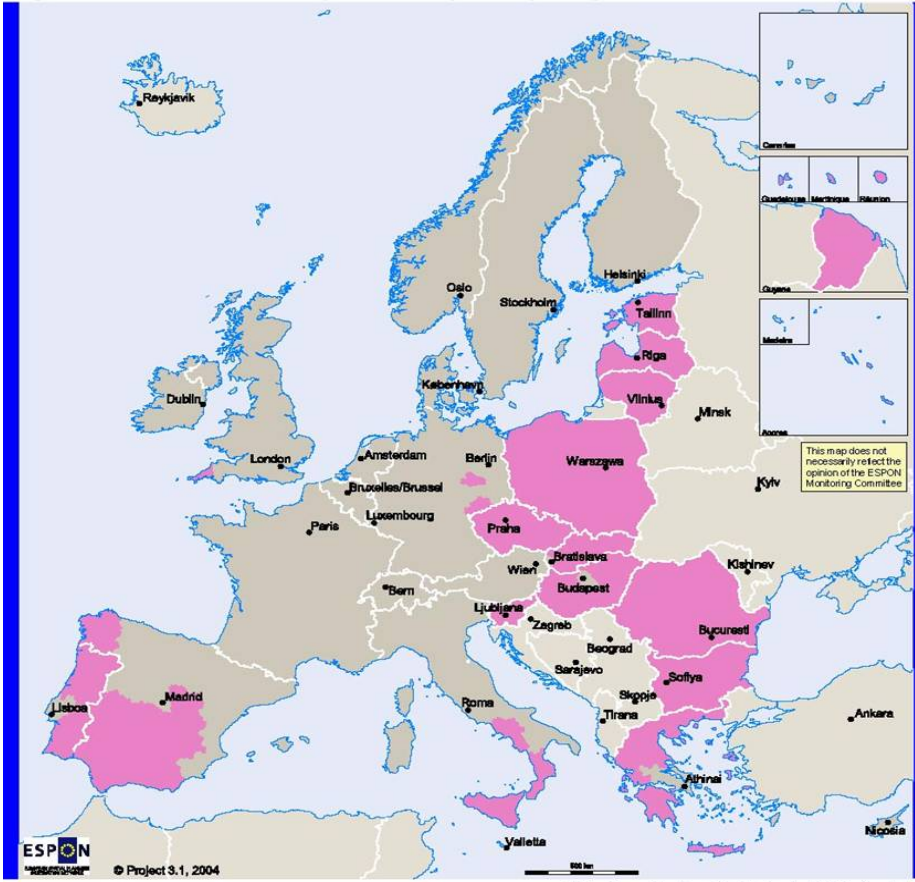 Reykjavik
Canarias
Guadeloupe
Martinique
Réunion
Guyane
Helsinki
Oslo
Tallinn
Stockholm
Madeira
Riga
København
Vilnius
Dublin
Minsk
Acores
Amsterdam
Berlin
London
Warszawa
This map does not
necessarily reflect the
opinion of the ESPON
Monitoring Committee
Bruxelles/Brussel
Kyiv
Luxembourg
Paris
Praha
Bratislava
Wien
Kishinev
Budapest
Bern
Ljubljana
Zagreb
Bucuresti
Beograd
Sarajevo
Sofiya
Madrid
Skopje
Roma
Lisboa
Tirana
Ankara
Athinai
Nicosia
Valletta
ESPON
© Project 3.1, 2004
500 km